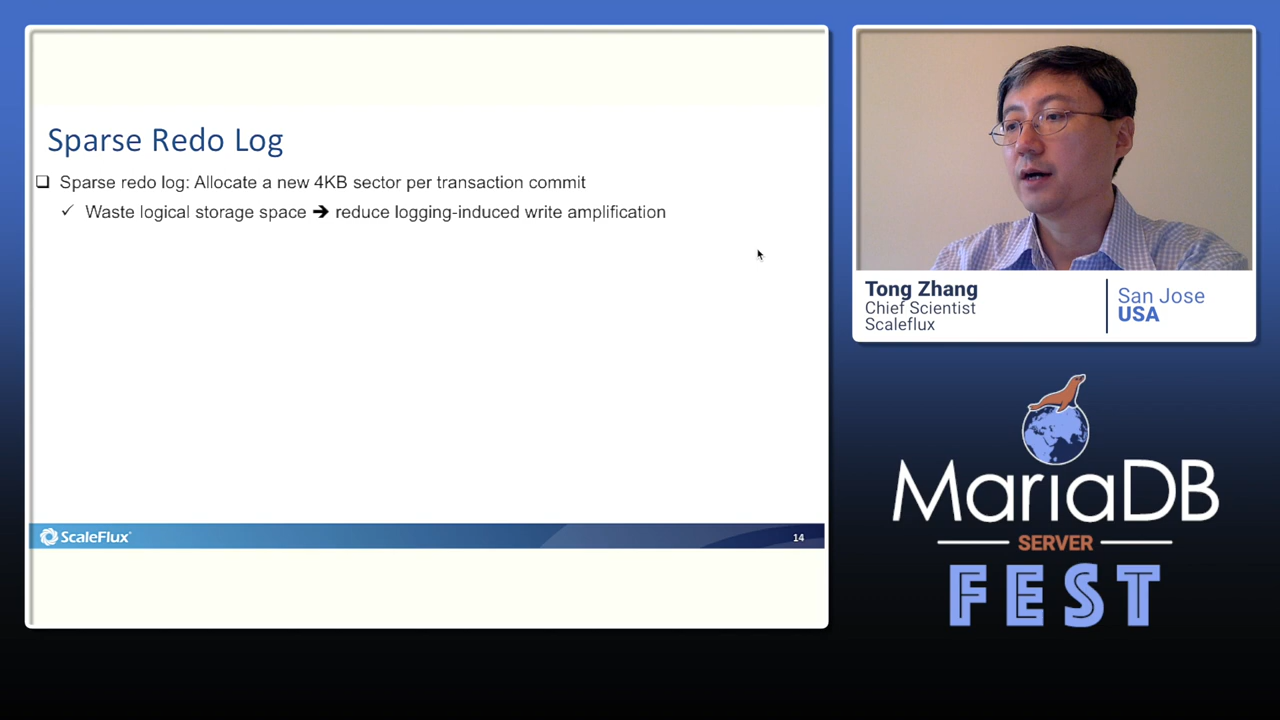 Sparse Redo Log
Sparse redo log: Allocate a new 4KB sector per transaction commit
Waste logical storage space ➔ reduce logging-induced write amplification
ScaleFlux
14
Tong Zhang
Chief Scientist
Scaleflux
San Jose
USA
MariaDB
SERVER
FEST